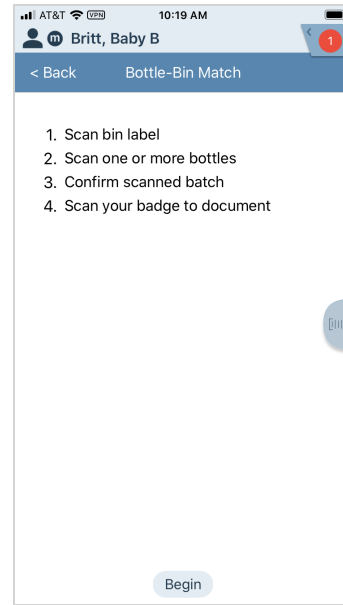 AT&T VPN 10:19 AM
m Britt, Baby B 1
< Back Bottle-Bin Match
1. Scan bin label
2. Scan one or more bottles
3. Confirm scanned batch
4. Scan your badge to document
Begin